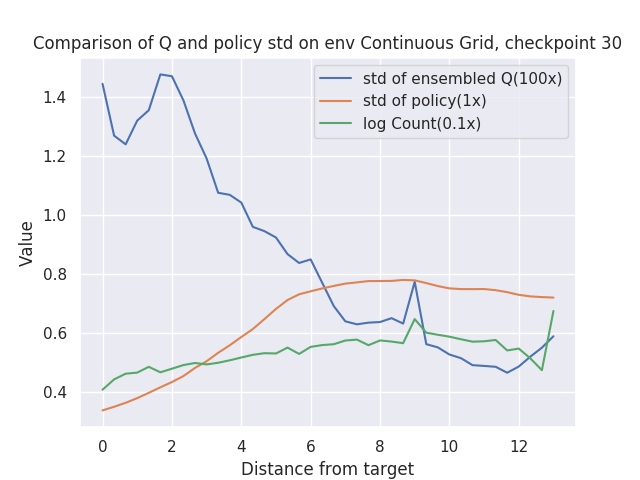 Comparison of Q and policy std on env Continuous Grid, checkpoint 30
std of ensembled Q(100x)
std of policy(1x)
log Count(0.1x)
1.4
1.2
1.0
0.8
0.6
0.4
Value
0 2 4 6 8 10 12
Distance from target